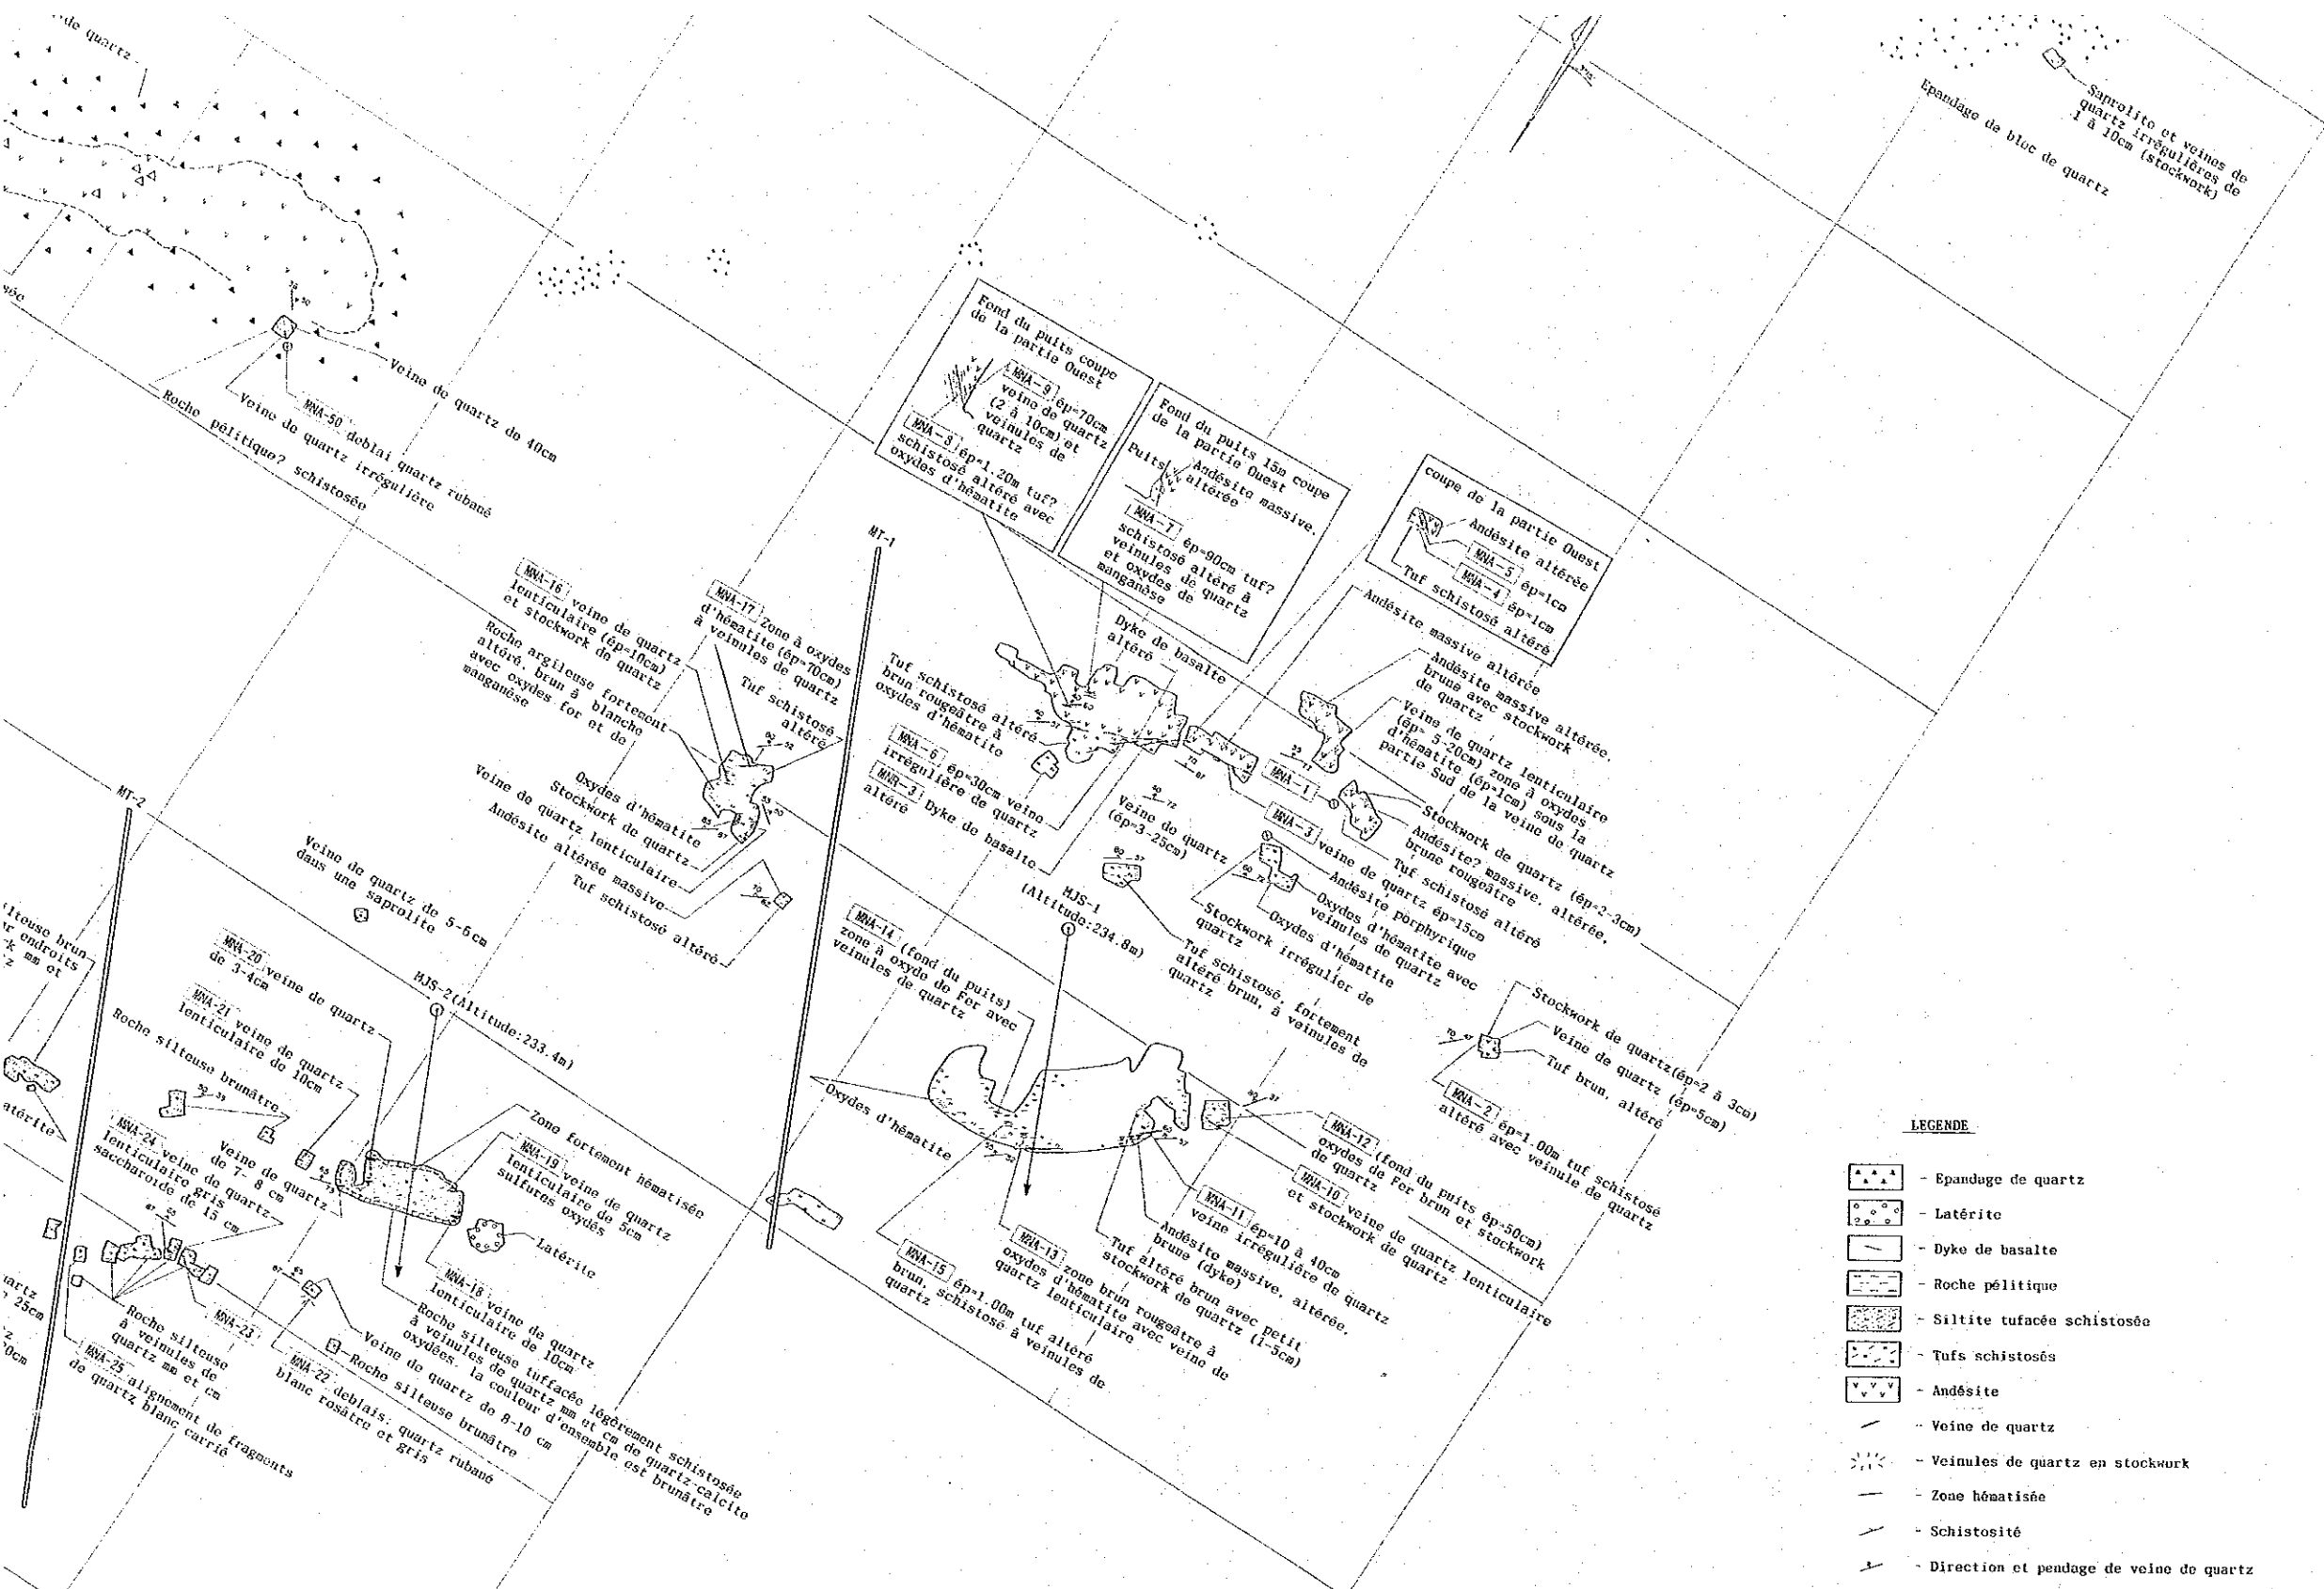 de quartz
Saprolite et veines de
quartz irrégulières de
1 à 10cm (stockwork)
Epandage de bloc de quartz
Veine de quartz de 40cm
MNA-50 deblai quartz rubané
Veine de quartz irrégulière
Roche pélitique? schistosée
Fond du puits coupe
de la partie Ouest
MNA-9 ép=70cm
veine de quartz
(2 à 10cm) et
veinules de
quartz
MNA-8 ép=1.20m tuf?
schistosé altéré avec
oxydes d'hématite
Fond du puits 15m coupe
de la partie Ouest
Puits
Andésite massive.
altérée
MNA-7 ép=90cm tuf?
schistosé altéré à
veinules de quartz
et oxydes de
manganèse
coupe de la partie Ouest
Andésite altérée
MNA-5 ép=1cm
MNA-4 ép=1cm
Tuf schistosé altéré
MT-1
MNA-16 veine de quartz
lenticulaire (ép=10cm)
et stockwork de quartz
MNA-17 Zone à oxydes
d'hématite (ép=70cm)
à veinules de quartz
Roche argileuse fortement
altéré, brun à blanche
avec oxydes fer et de
manganèse
Tuf schistosé
altéré
Oxydes d'hématite
Stockwork de quartz
Veine de quartz lenticulaire
Andésite altérée massive
Tuf schistosé altéré
Dyke de basalte
altéré
Tuf schistosé altéré
brun rougeâtre à
oxydes d'hématite
MNA-6 ép=30cm veine
irrégulière de quartz
MNR-3 Dyke de basalte
altéré
Andésite massive altérée
Andésite massive altérée,
brune avec stockwork
de quartz
Veine de quartz lenticulaire
(ép= 5-20cm) zone à oxydes
d'hématite (ép=1cm) sous la
partie Sud de la veine de quartz
MNA-1
Stockwork de quartz (ép=2-3cm)
Andésite? massive, altérée,
brune rougeâtre
Tuf schistosé altéré
MNA-3 veine de quartz ép=15cm
Andésite porphyrique
Oxydes d'hématite avec
veinules de quartz
Oxydes d'hématite
Stockwork irrégulier de
quartz
Veine de quartz
(ép=3-25cm)
Tuf schistosé, fortement
altéré brun, à veinules de
quartz
MT-2
Veine de quartz de 5-6cm
dans une saprolite
MJS-2(Altitude:233.4m)
MJS-1
(Altitude:234.8m)
MNA-14 (fond du puits)
zone à oxyde de Fer avec
veinules de quartz
Stockwork de quartz(ép=2 à 3cm)
Veine de quartz (ép=5cm)
Tuf brun, altéré
MNA-2 ép=1.00m tuf schistosé
altéré avec veinule de quartz
MNA-20 veine de quartz
de 3-4cm
MNA-21 veine de quartz
lenticulaire de 10cm
Roche silteuse brunâtre
MNA-24 veine de quartz
lenticulaire gris
saccharoïde de 15 cm
Veine de quartz
de 7- 8 cm
Zone fortement hématisée
MNA-19 veine de quartz
lenticulaire de 5cm
sulfures oxydés
Latérite
MNA-18 veine de quartz
lenticulaire de 10cm
Roche silteuse tuffacée légèrement schistosée
à veinules de quartz mm et cm de quartz-calcite
oxydées. la couleur d'ensemble est brunâtre
Veine de quartz de 8-10 cm
Roche silteuse brunâtre
MNA-22 deblais: quartz rubané
blanc rosâtre et gris
MNA-23
Roche silteuse
à veinules de
quartz mm et cm
MNA-25 alignement de fragments
de quartz blanc carrié
Oxydes d'hématite
MNA-12 (fond du puits ép=50cm)
oxydes de Fer brun et stockwork
de quartz
MNA-10 veine de quartz lenticulaire
et stockwork de quartz
MNA-11 ép=10 à 40cm
veine irrégulière de quartz
Andésite massive, altérée,
brune (dyke)
Tuf altéré brun avec petit
stockwork de quartz (1-5cm)
MNA-13 zone brun rougeâtre à
oxydes d'hématite avec veine de
quartz lenticulaire
MNA-15 ép=1.00m tuf altéré
brun, schistosé à veinules de
quartz
LEGENDE
- Epandage de quartz
- Latérite
- Dyke de basalte
- Roche pélitique
- Siltite tufacée schistosée
- Tufs schistosés
- Andésite
- Veine de quartz
- Veinules de quartz en stockwork
- Zone hématisée
- Schistosité
- Direction et pendage de veine de quartz